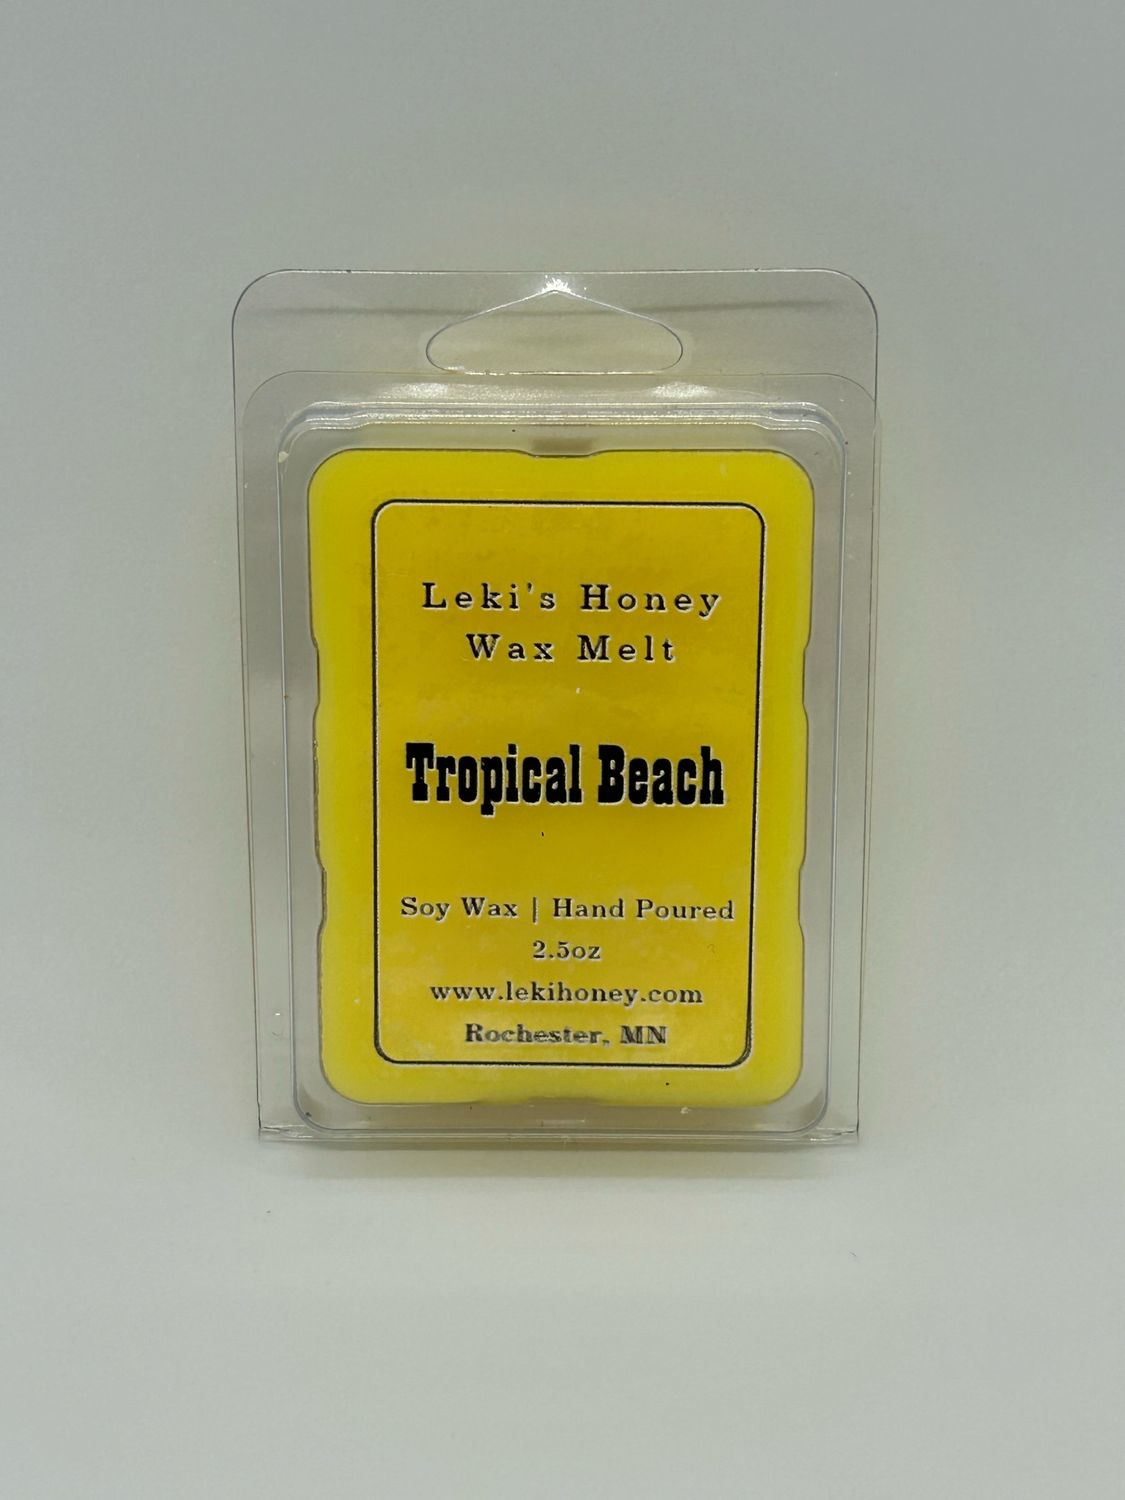 Leki's Honey
Wax Melt
Tropical Beach
Soy Wax | Hand Poured
2.5oz
www.lekihoney.com
Rochester, MN